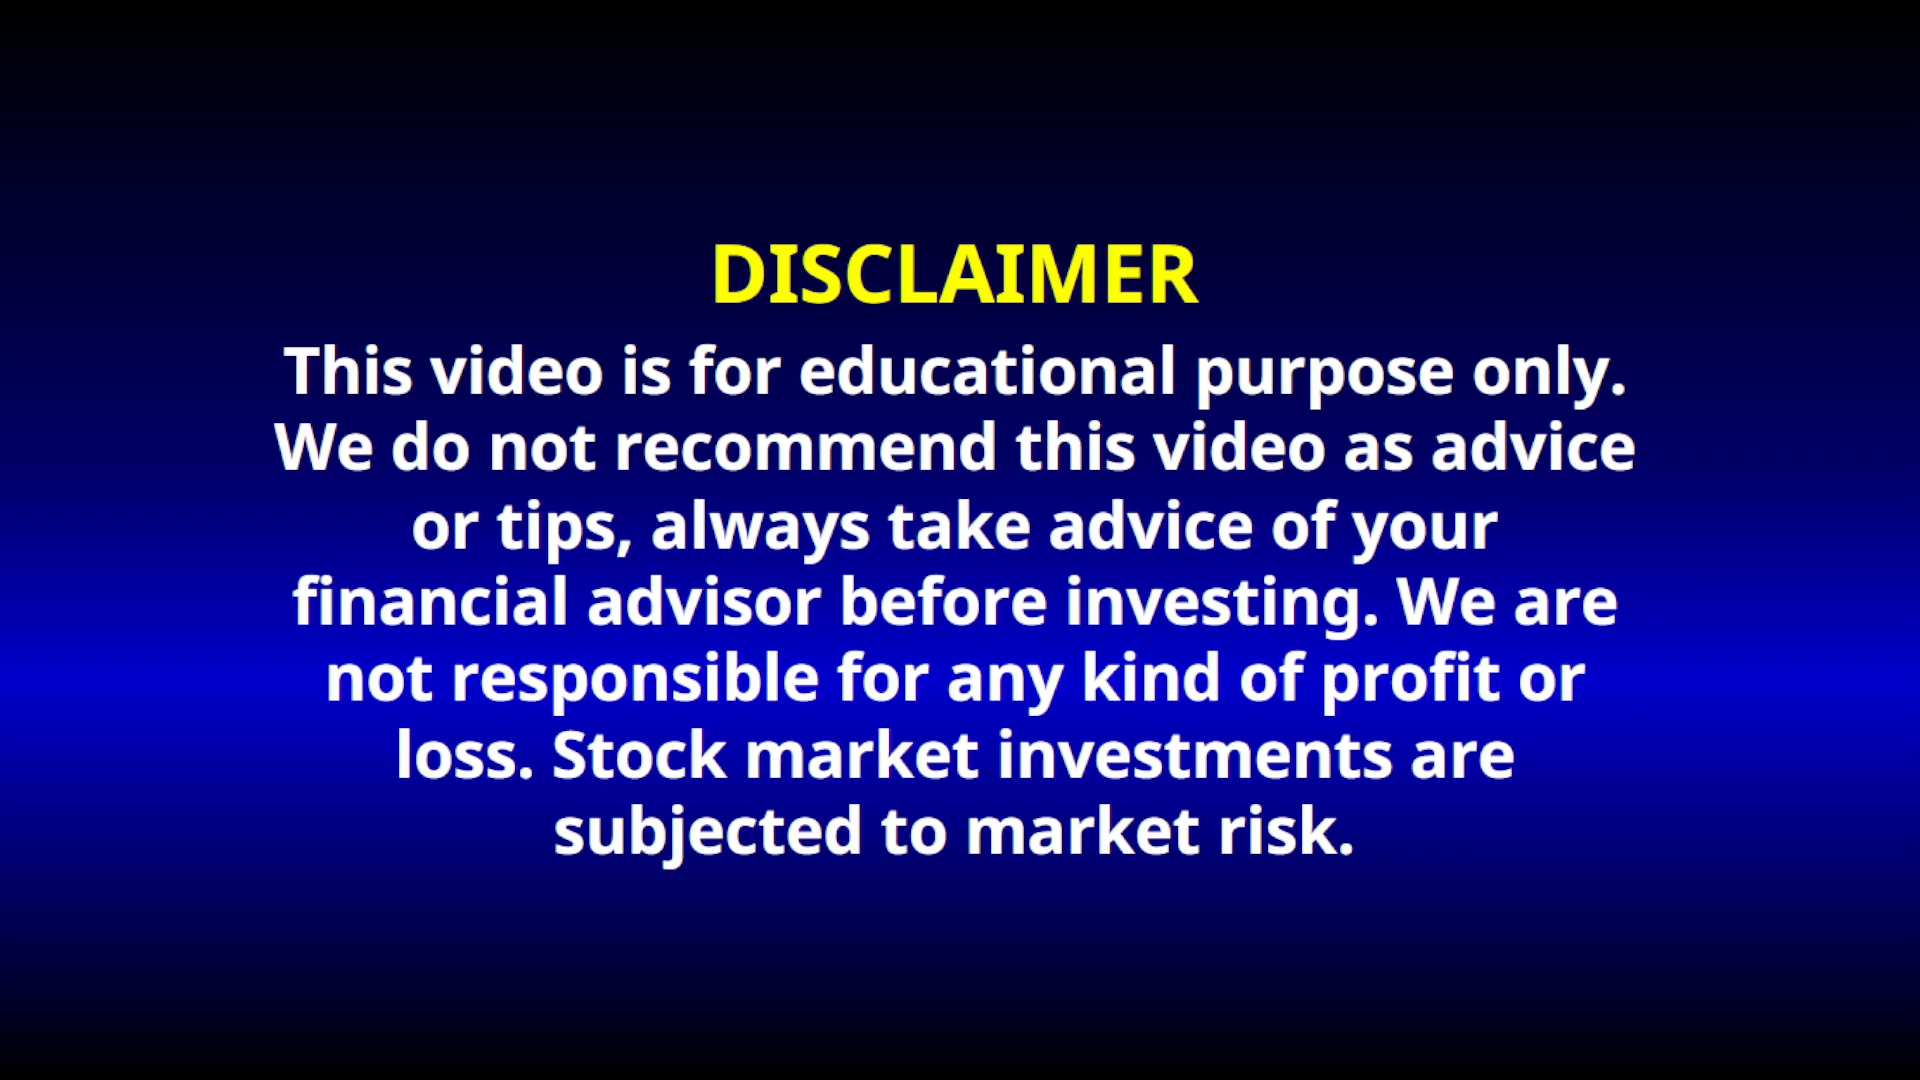 DISCLAIMER
This video is for educational purpose only.
We do not recommend this video as advice
or tips, always take advice of your
financial advisor before investing. We are
not responsible for any kind of profit or
loss. Stock market investments are
subjected to market risk.